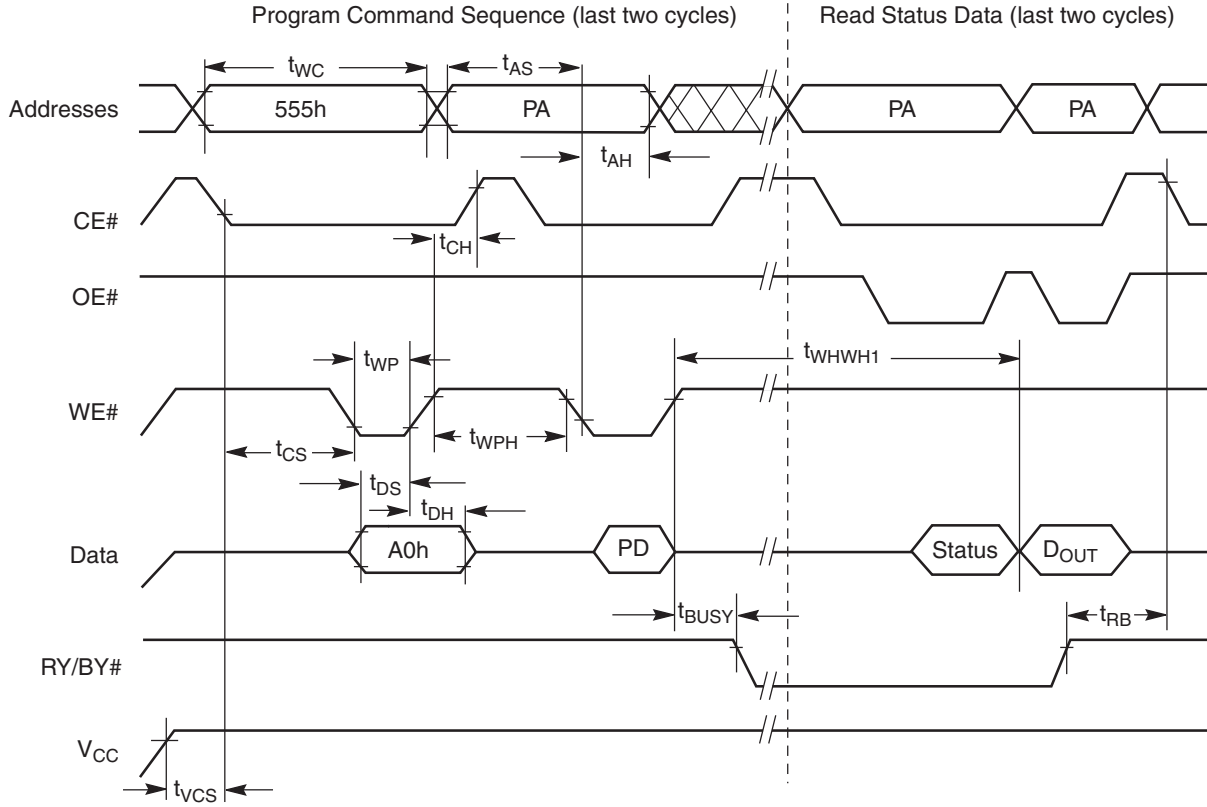 Program Command Sequence (last two cycles) Read Status Data (last two cycles)
tWC tAS
Addresses 555h PA PA PA
tAH
CE#
tCH
OE#
tWP tWHWH1
WE#
tCS tWPH
tDS
tDH
Data A0h PD Status DOUT
tBUSY tRB
RY/BY#
VCC
tVCS